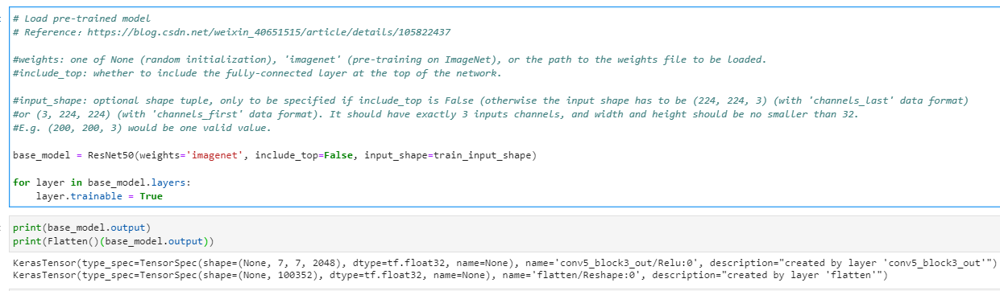 # Load pre-trained model
# Reference: https://blog.csdn.net/weixin_40651515/article/details/105822437
#weights: one of None (random initialization), 'imagenet' (pre-training on ImageNet), or the path to the weights file to be loaded.
#include_top: whether to include the fully-connected layer at the top of the network.
#input_shape: optional shape tuple, only to be specified if include_top is False (otherwise the input shape has to be (224, 224, 3) (with 'channels_last' data format)
#or (3, 224, 224) (with 'channels_first' data format). It should have exactly 3 inputs channels, and width and height should be no smaller than 32.
#E.g. (200, 200, 3) would be one valid value.
base_model = ResNet50(weights='imagenet', include_top=False, input_shape=train_input_shape)
for layer in base_model.layers:
    layer.trainable = True
print(base_model.output)
print(Flatten()(base_model.output))
KerasTensor(type_spec=TensorSpec(shape=(None, 7, 7, 2048), dtype=tf.float32, name=None), name='conv5_block3_out/Relu:0', description="created by layer 'conv5_block3_out'")
KerasTensor(type_spec=TensorSpec(shape=(None, 100352), dtype=tf.float32, name=None), name='flatten/Reshape:0', description="created by layer 'flatten'")